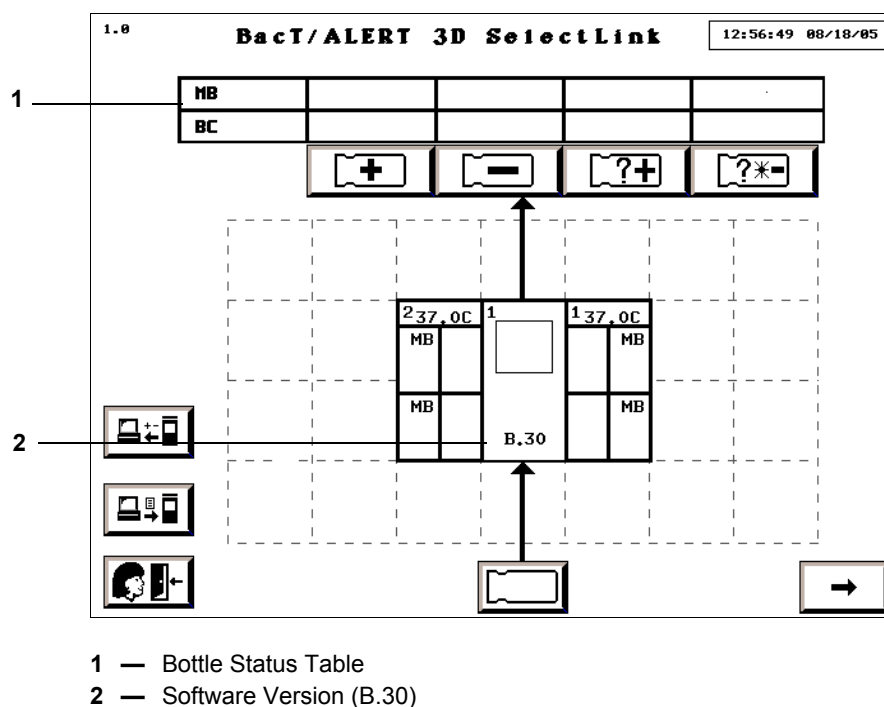 1.0
BacT/ALERT 3D SelectLink
12:56:49 08/18/05
1
MB
BC
+
−
?+
?*-
2 37.0C
1
1 37.0C
MB
MB
MB
MB
+-
2
B.30
1 — Bottle Status Table
2 — Software Version (B.30)